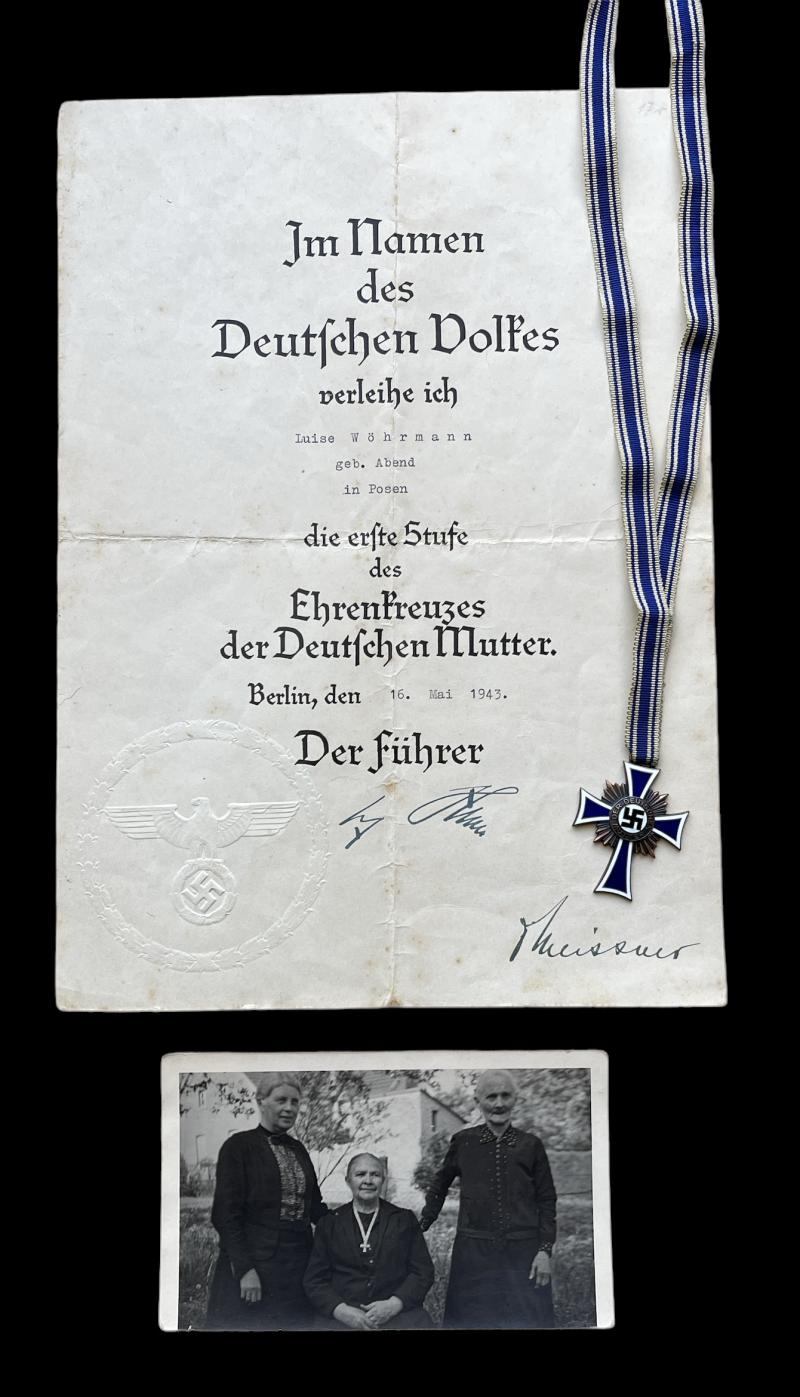 Im Namen
des
Deutschen Volkes
verleihe ich
Luise Wöhrmann
geb. Abend
in Posen
die erste Stufe
des
Ehrenkreuzes
der Deutschen Mutter.
Berlin, den 16. Mai 1943.
Der Führer
Meissner